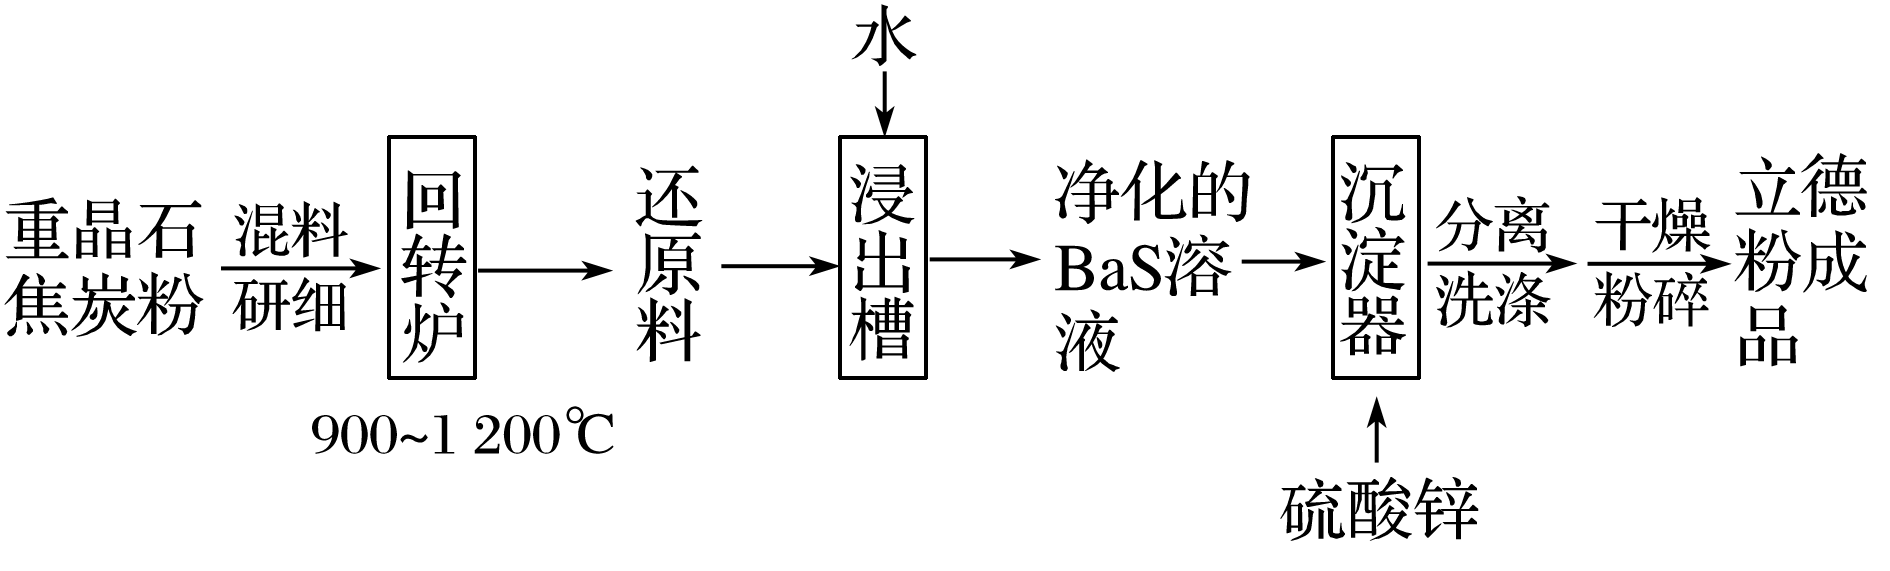 水
重晶石
焦炭粉
混料
研细
回转炉
900~1 200℃
还原料
浸出槽
净化的
BaS溶
液
沉淀器
硫酸锌
分离
洗涤
干燥
粉碎
立德
粉成
品